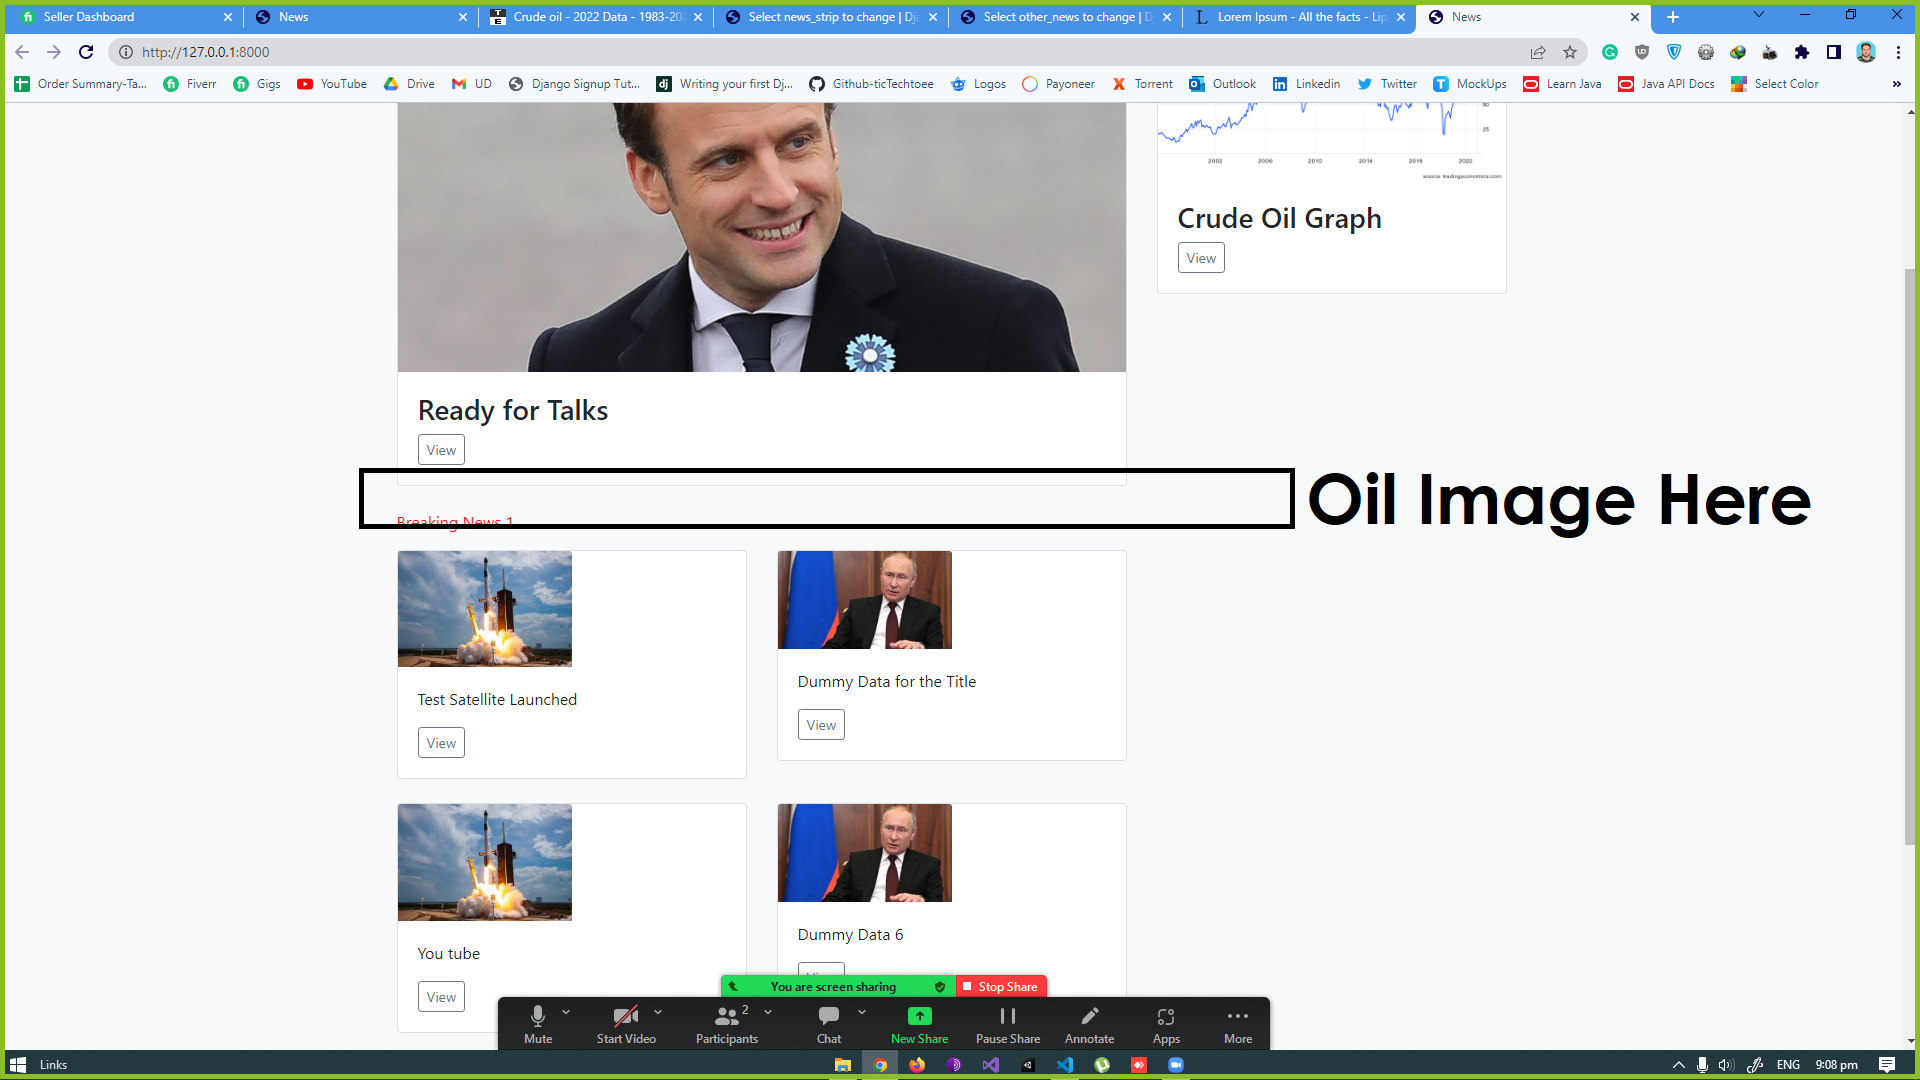 Seller Dashboard
News
Crude oil - 2022 Data - 1983-20
Select news_strip to change | Dj
Select other_news to change | D
Lorem Ipsum - All the facts - Lip
News
http://127.0.0.1:8000
Order Summary-Ta...
Fiverr
Gigs
YouTube
Drive
UD
Django Signup Tut...
Writing your first Dj...
Github-ticTechtoee
Logos
Payoneer
Torrent
Outlook
Linkedin
Twitter
MockUps
Learn Java
Java API Docs
Select Color
25
2002 2006 2010 2014 2018 2022
source: tradingeconomics.com
Crude Oil Graph
View
Ready for Talks
View
Oil Image Here
Breaking News 1
Test Satellite Launched
View
Dummy Data for the Title
View
You tube
View
Dummy Data 6
View
You are screen sharing
Stop Share
Mute
Start Video
2
Participants
Chat
New Share
Pause Share
Annotate
Apps
More
Links
ENG
9:08 pm